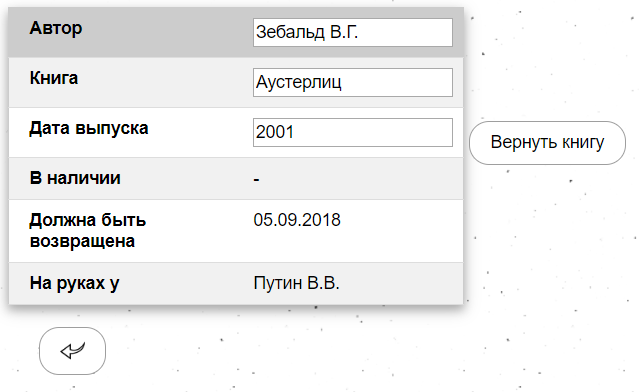 Автор Зебальд В.Г.
Книга Аустерлиц
Дата выпуска 2001
Вернуть книгу
В наличии -
Должна быть 05.09.2018
возвращена
На руках у Путин В.В.